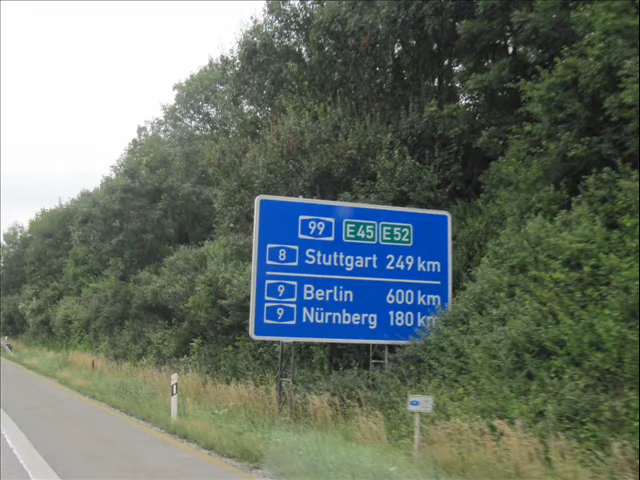 99 E45 E52
8 Stuttgart 249 km
9 Berlin 600 km
9 Nürnberg 180 km